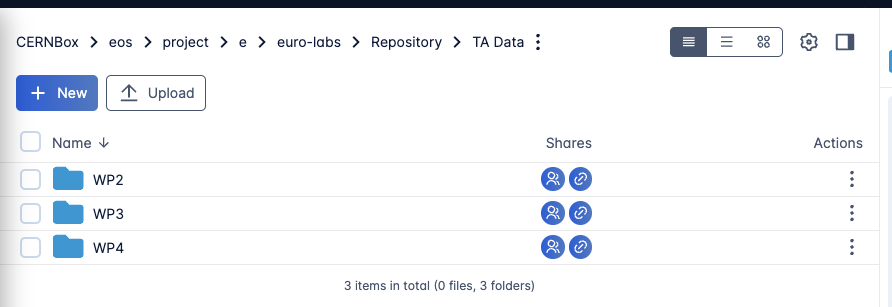 CERNBox > eos > project > e > euro-labs > Repository > TA Data
+ New Upload
Name Shares Actions
WP2
WP3
WP4
3 items in total (0 files, 3 folders)